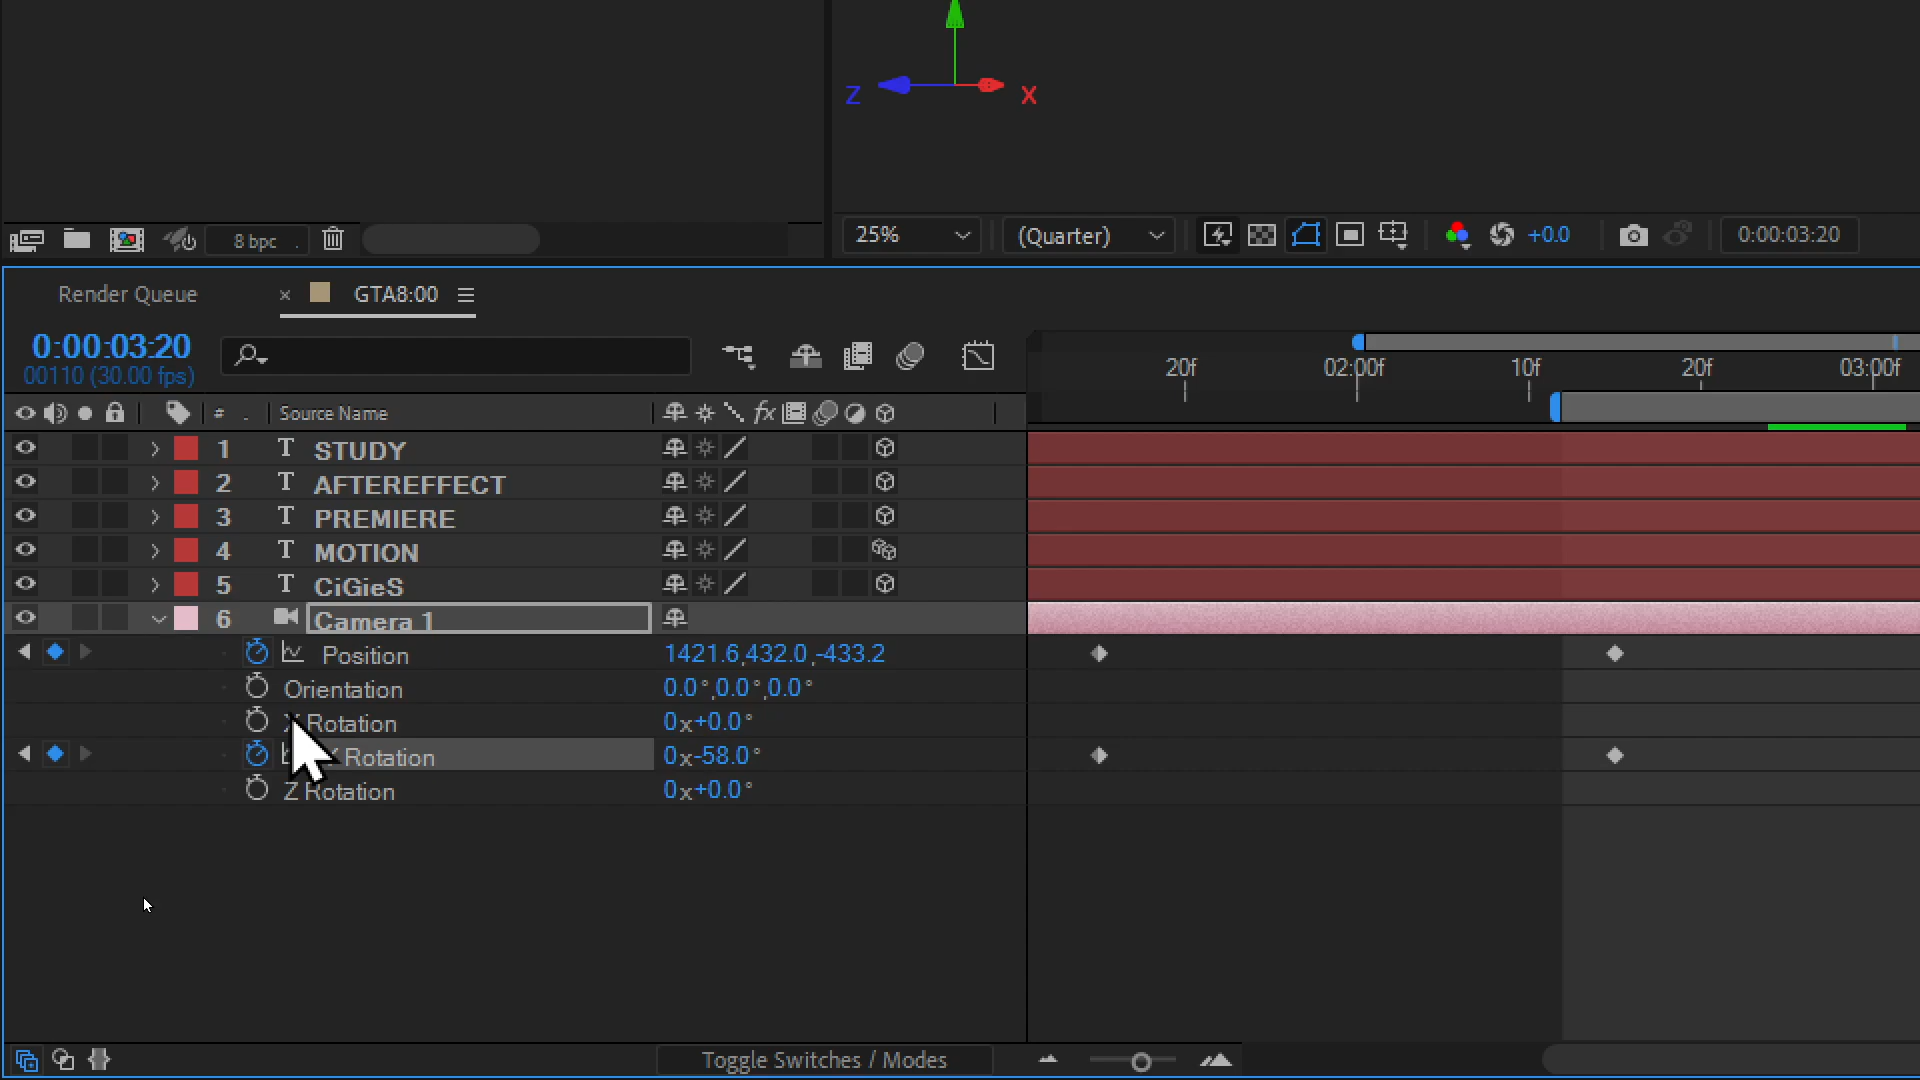 Z X
8 bpc
25% (Quarter) +0.0 0:00:03:20
Render Queue × GTA8:00
0:00:03:20
00110 (30.00 fps)
20f 02:00f 10f 20f 03:00f
# . Source Name fx
1 T STUDY
2 T AFTEREFFECT
3 T PREMIERE
4 T MOTION
5 T CiGieS
6 Camera 1
Position 1421.6,432.0,-433.2
Orientation 0.0°,0.0°,0.0°
X Rotation 0x+0.0°
Y Rotation 0x-58.0°
Z Rotation 0x+0.0°
Toggle Switches / Modes